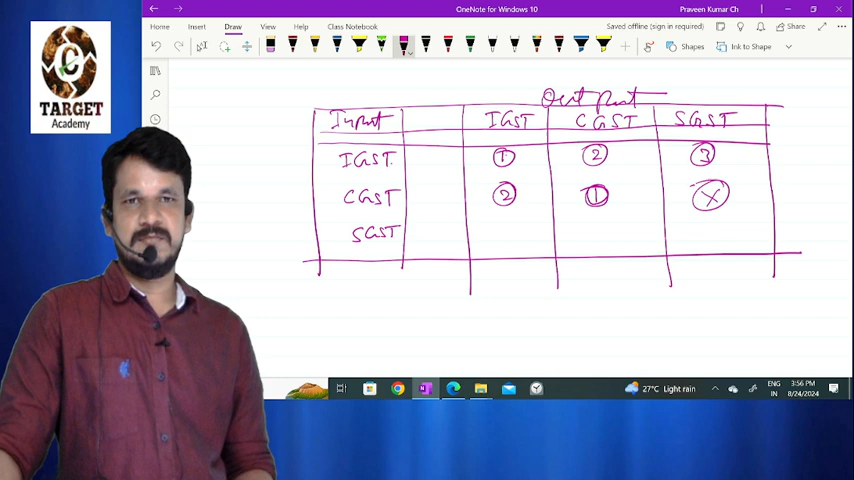 OneNote for Windows 10
Praveen Kumar Ch
Home Insert Draw View Help Class Notebook
Saved offline (sign in required) Share
Shapes Ink to Shape
TARGET
Academy
Out Put
Input IGST CGST SGST
IGST 1 2 3
CGST 2 1 X
SGST
27°C Light rain
ENG 3:56 PM
IN 8/24/2024